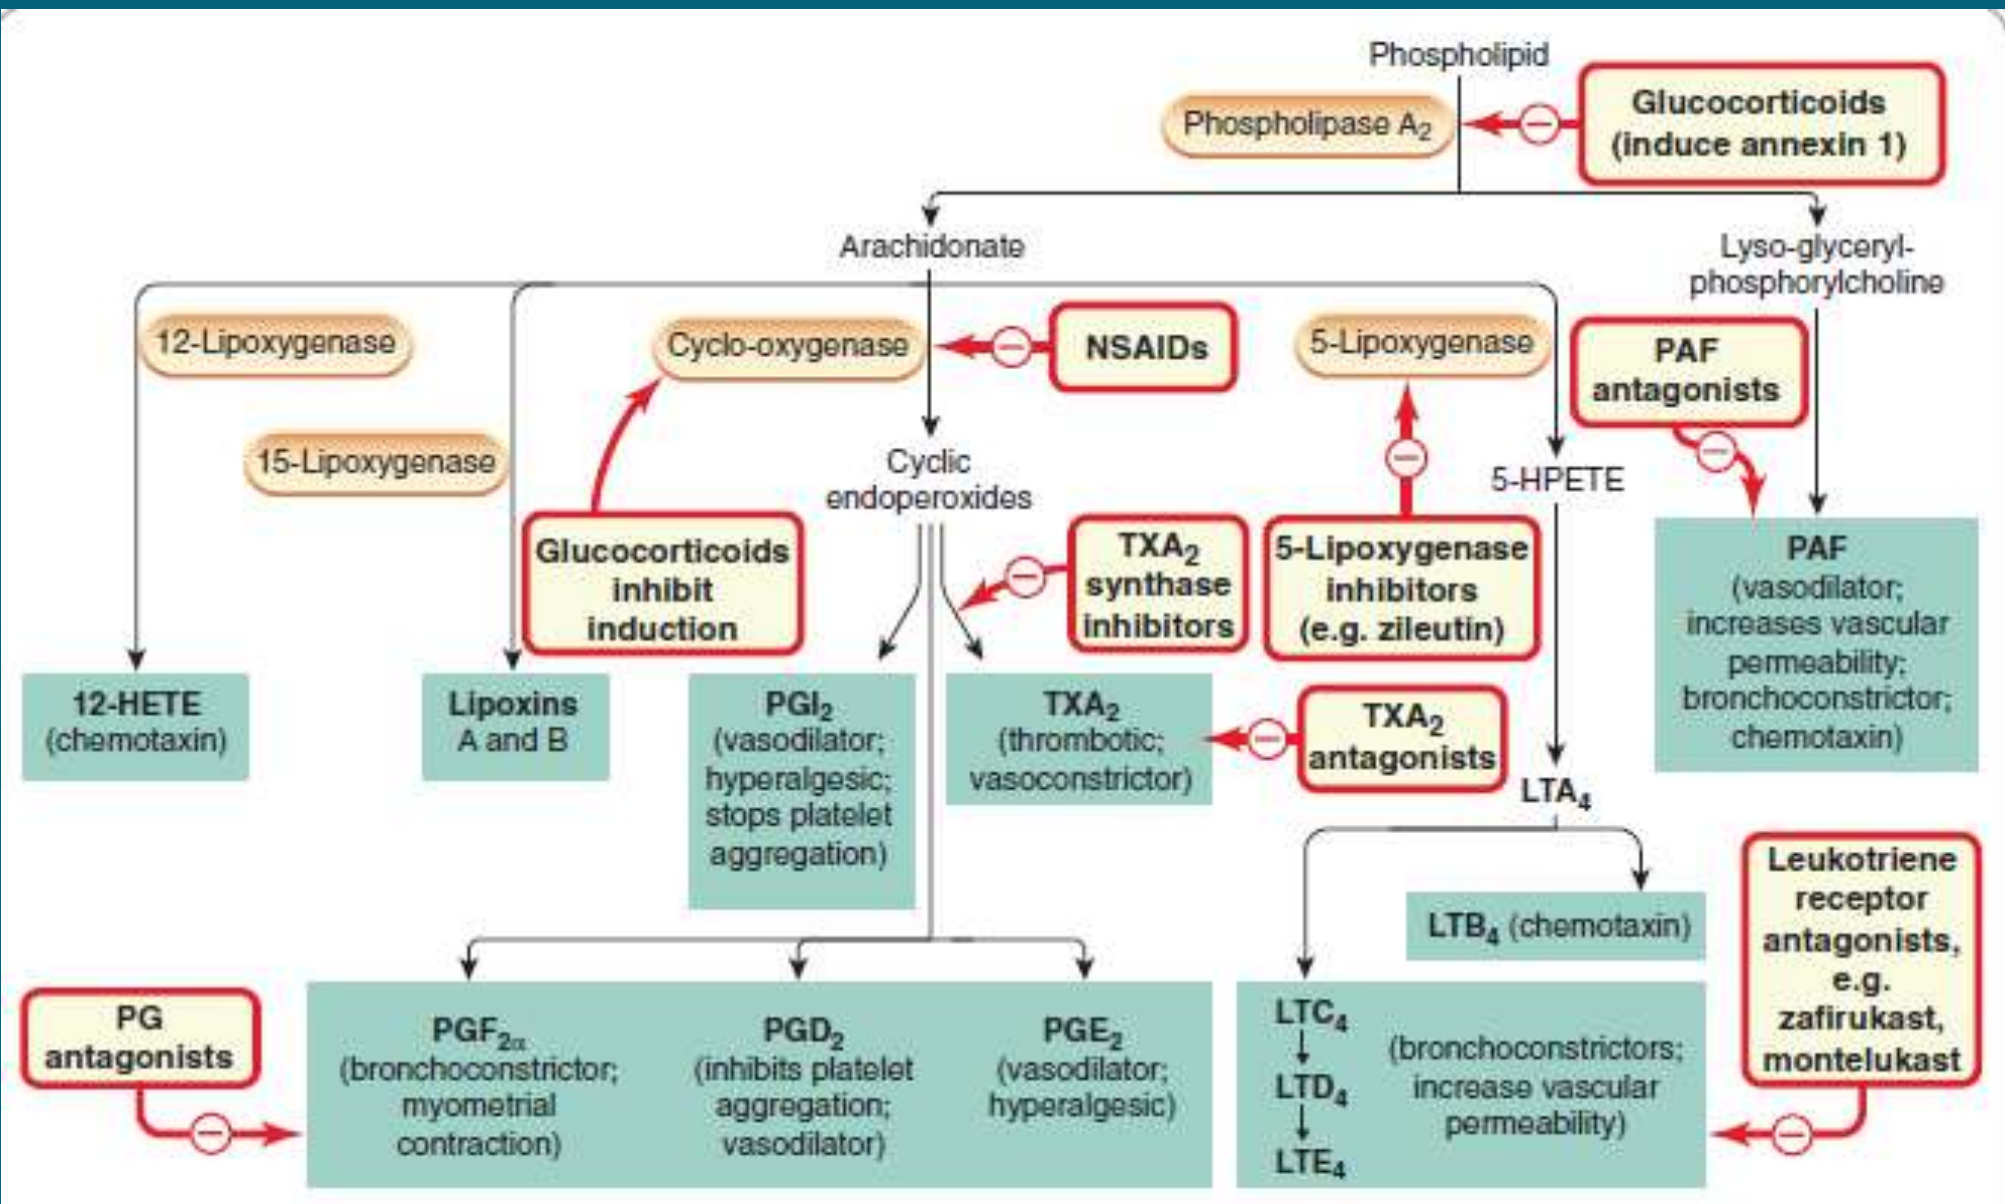 Phospholipid
Phospholipase A₂
Glucocorticoids
(induce annexin 1)
Arachidonate
Lyso-glyceryl-
phosphorylcholine
12-Lipoxygenase
Cyclo-oxygenase
NSAIDs
5-Lipoxygenase
PAF
antagonists
15-Lipoxygenase
Cyclic
endoperoxides
5-HPETE
Glucocorticoids
inhibit
induction
TXA₂
synthase
inhibitors
5-Lipoxygenase
inhibitors
(e.g. zileutin)
PAF
(vasodilator;
increases vascular
permeability;
bronchoconstrictor;
chemotaxin)
12-HETE
(chemotaxin)
Lipoxins
A and B
PGI₂
(vasodilator;
hyperalgesic;
stops platelet
aggregation)
TXA₂
(thrombotic;
vasoconstrictor)
TXA₂
antagonists
LTA₄
LTB₄ (chemotaxin)
Leukotriene
receptor
antagonists,
e.g.
zafirukast,
montelukast
PG
antagonists
PGF₂α
(bronchoconstrictor;
myometrial
contraction)
PGD₂
(inhibits platelet
aggregation;
vasodilator)
PGE₂
(vasodilator;
hyperalgesic)
LTC₄
LTD₄
LTE₄
(bronchoconstrictors;
increase vascular
permeability)